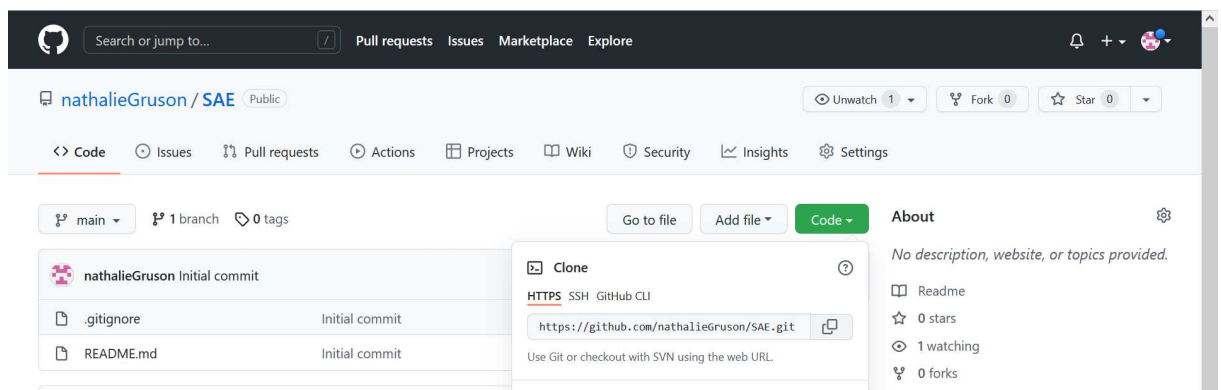 Search or jump to... / Pull requests Issues Marketplace Explore
nathalieGruson / SAE Public Unwatch 1 Fork 0 Star 0
Code Issues Pull requests Actions Projects Wiki Security Insights Settings
main 1 branch 0 tags Go to file Add file Code About
No description, website, or topics provided.
nathalieGruson Initial commit
.gitignore Initial commit
README.md Initial commit
Clone
HTTPS SSH GitHub CLI
https://github.com/nathalieGruson/SAE.git
Use Git or checkout with SVN using the web URL.
Readme
0 stars
1 watching
0 forks